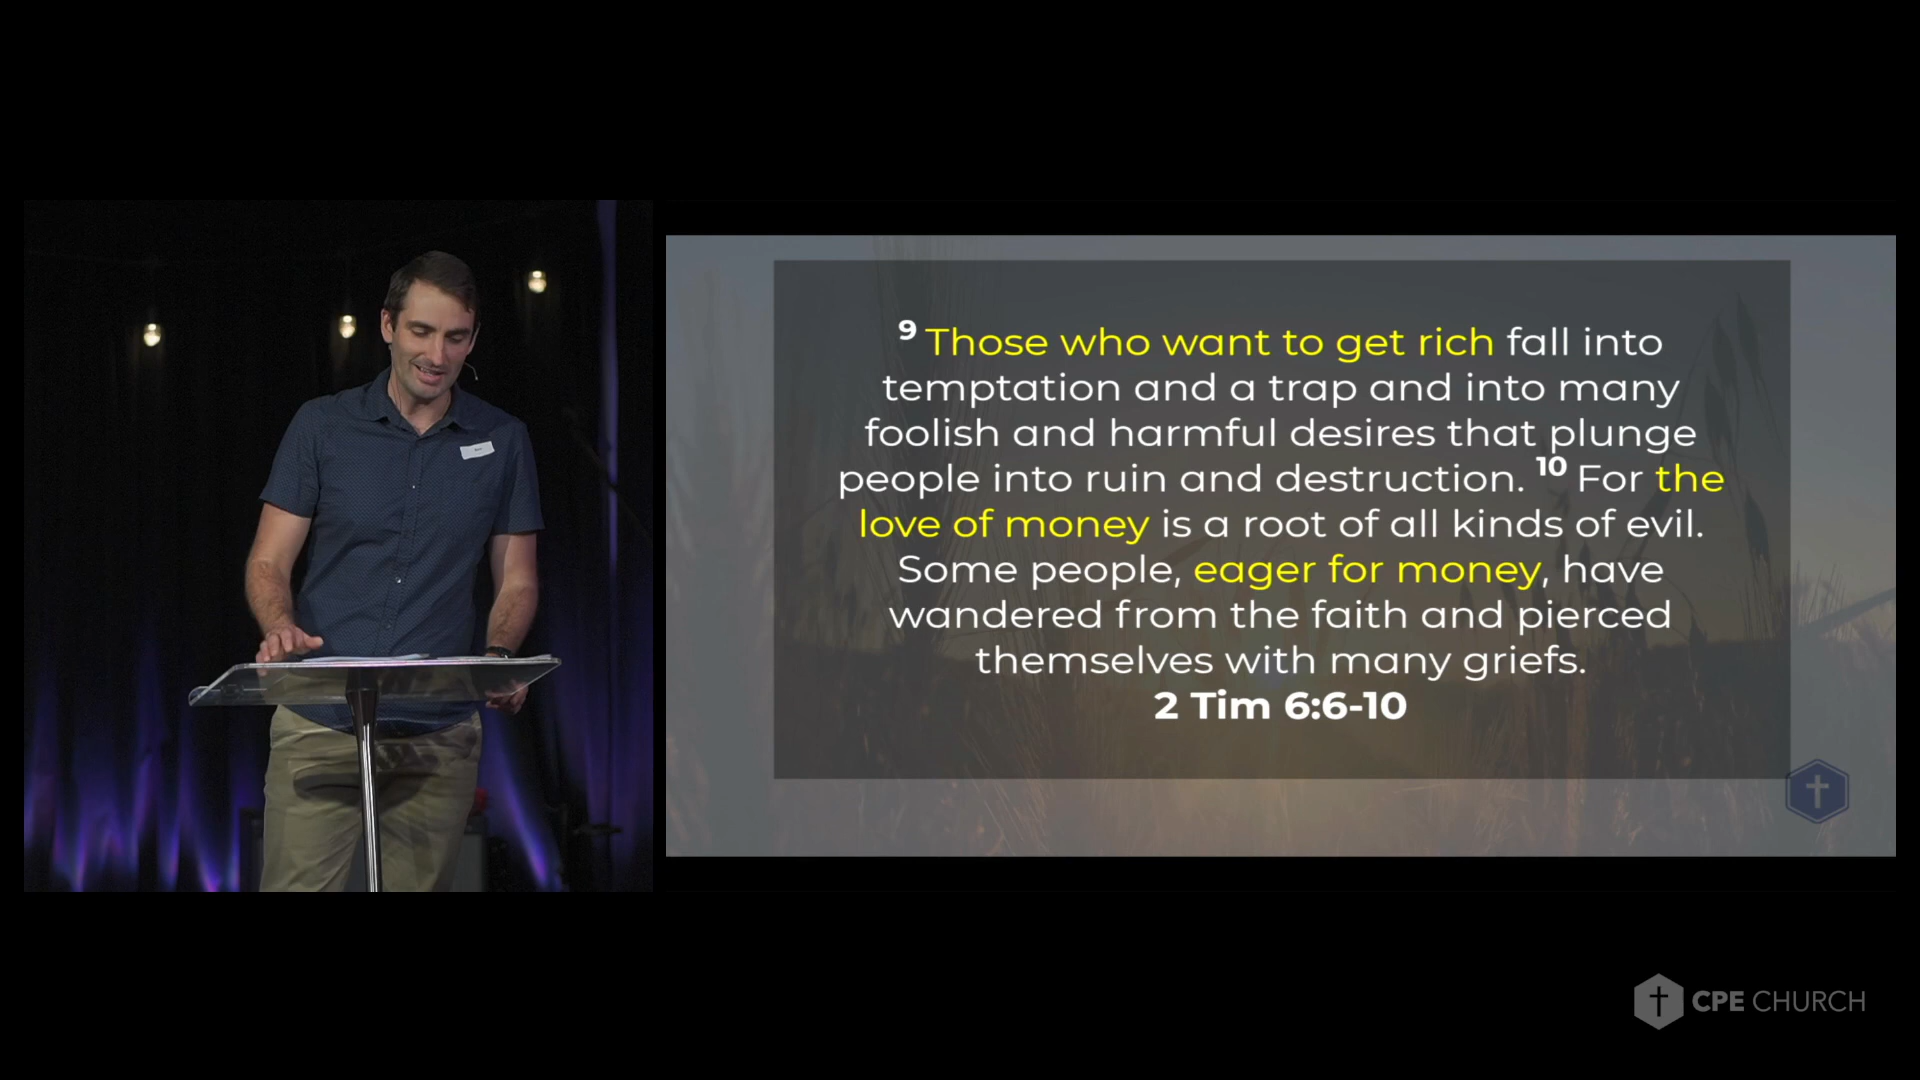 9 Those who want to get rich fall into
temptation and a trap and into many
foolish and harmful desires that plunge
people into ruin and destruction. 10 For the
love of money is a root of all kinds of evil.
Some people, eager for money, have
wandered from the faith and pierced
themselves with many griefs.
2 Tim 6:6-10
CPE CHURCH